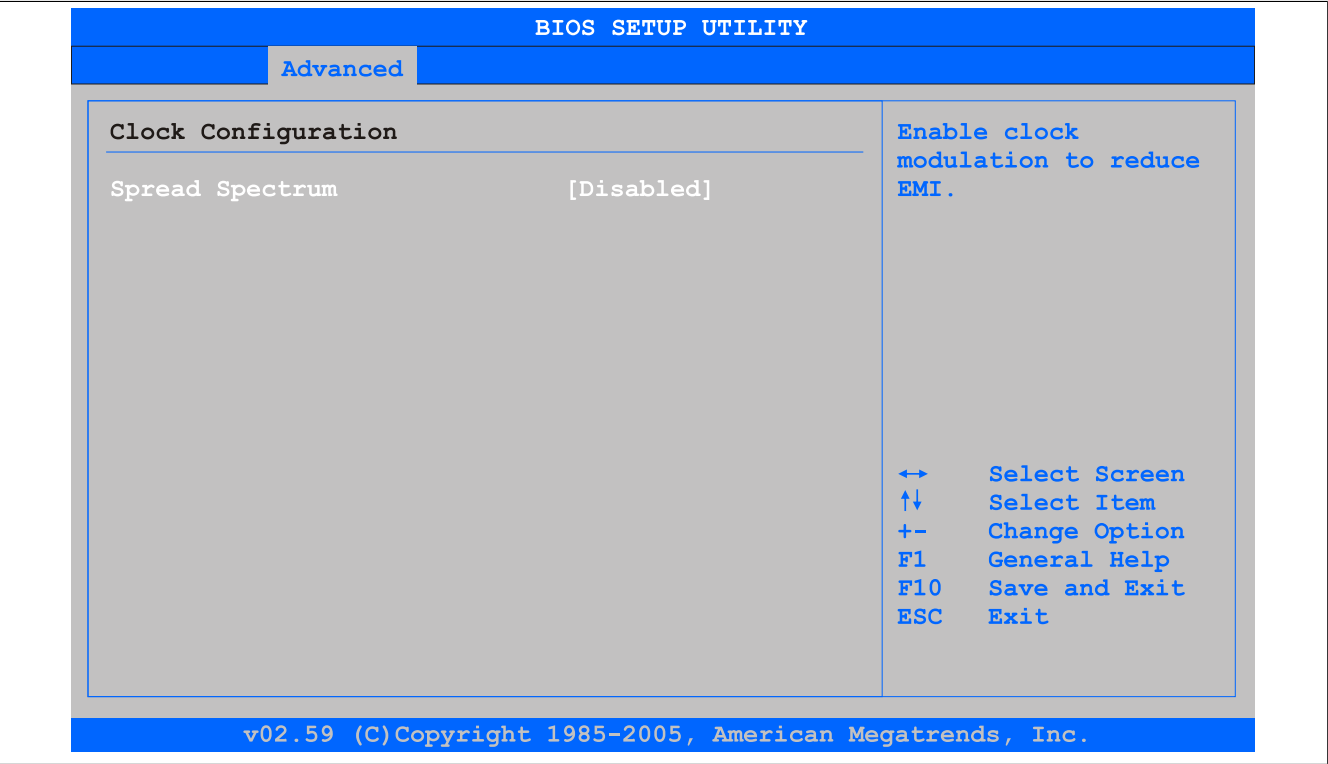 BIOS SETUP UTILITY
Advanced
Clock Configuration
Spread Spectrum [Disabled]
Enable clock
modulation to reduce
EMI.
↔ Select Screen
↑↓ Select Item
+- Change Option
F1 General Help
F10 Save and Exit
ESC Exit
v02.59 (C)Copyright 1985-2005, American Megatrends, Inc.